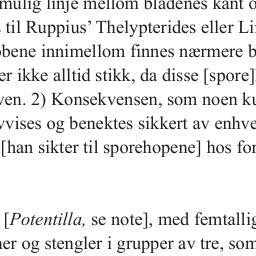 mulig linje mellom bladenes kant o
til Ruppius’ Thelypterides eller Li
bene innimellom finnes nærmere b
er ikke alltid stikk, da disse [spore]
ven. 2) Konsekvensen, som noen ku
vvises og benektes sikkert av enhve
[han sikter til sporehopene] hos for
[Potentilla, se note], med femtallig
ner og stengler i grupper av tre, som